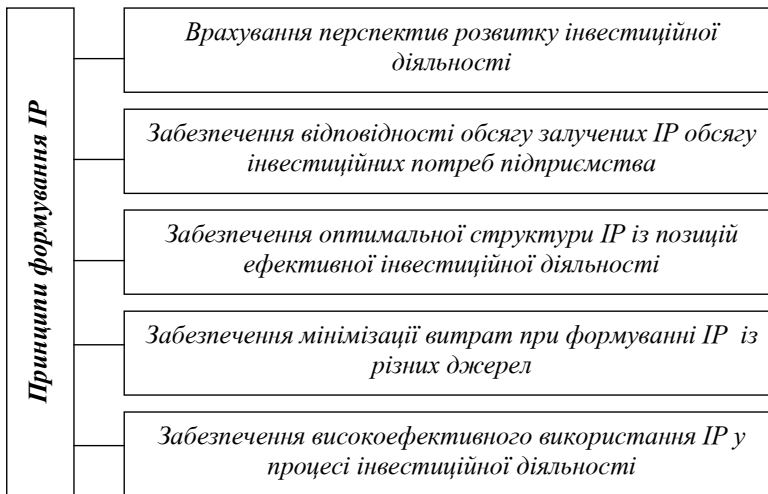 Принципи формування ІР
Врахування перспектив розвитку інвестиційної
діяльності
Забезпечення відповідності обсягу залучених ІР обсягу
інвестиційних потреб підприємства
Забезпечення оптимальної структури ІР із позицій
ефективної інвестиційної діяльності
Забезпечення мінімізації витрат при формуванні ІР із
різних джерел
Забезпечення високоефективного використання ІР у
процесі інвестиційної діяльності